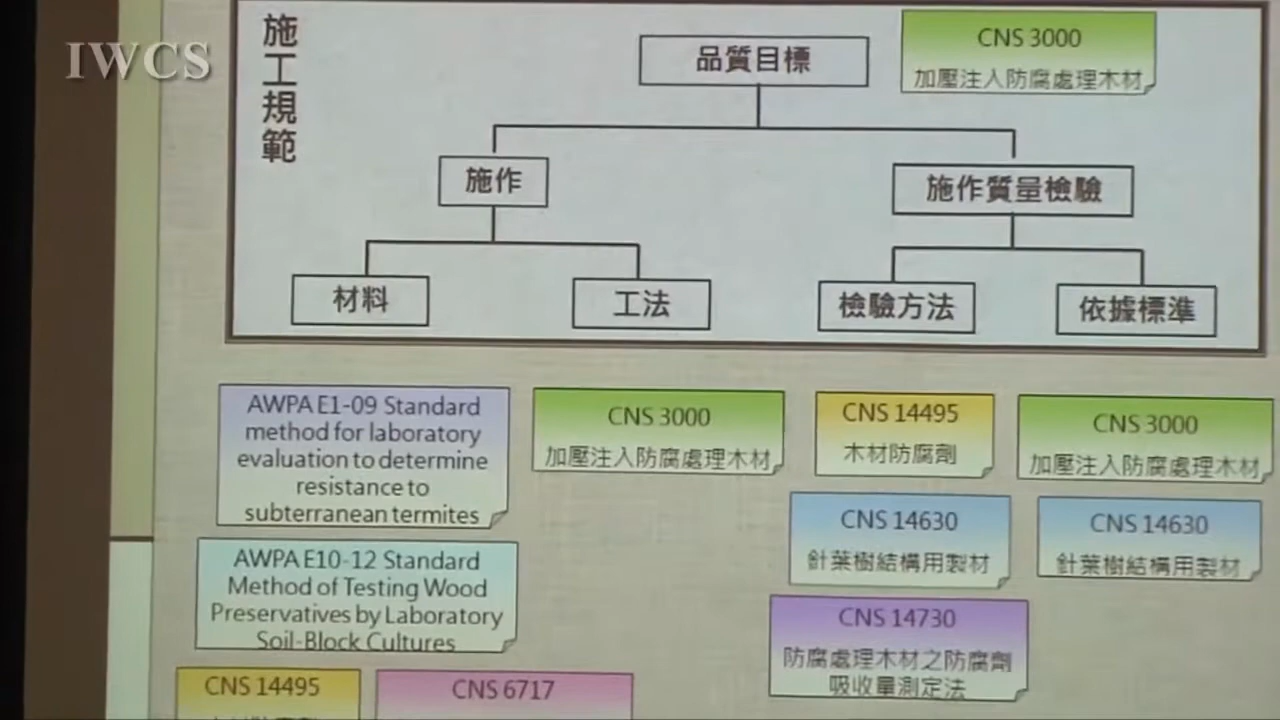 IWCS
施工規範
品質目標
CNS 3000
加壓注入防腐處理木材
施作
施作質量檢驗
材料
工法
檢驗方法
依據標準
AWPA E1-09 Standard
method for laboratory
evaluation to determine
resistance to
subterranean termites
CNS 3000
加壓注入防腐處理木材
CNS 14495
木材防腐劑
CNS 3000
加壓注入防腐處理木材
AWPA E10-12 Standard
Method of Testing Wood
Preservatives by Laboratory
Soil-Block Cultures
CNS 14630
針葉樹結構用製材
CNS 14630
針葉樹結構用製材
CNS 14730
防腐處理木材之防腐劑
吸收量測定法
CNS 14495
CNS 6717